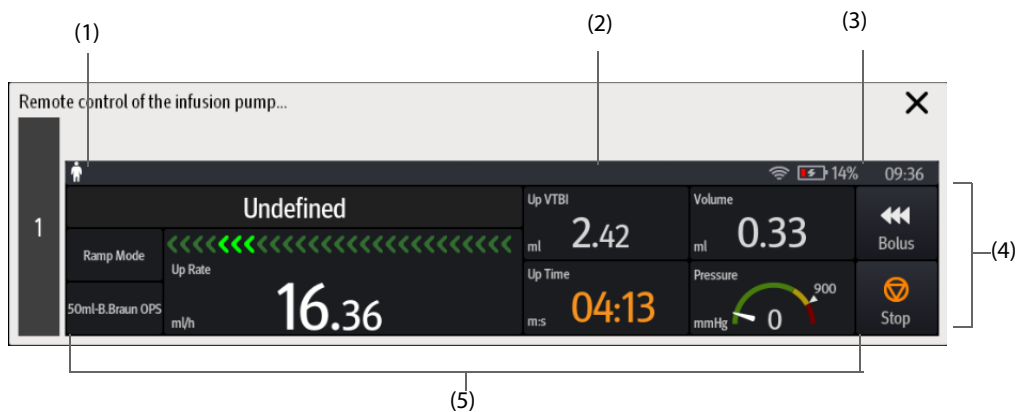 (1)
(2)
(3)
Remote control of the infusion pump...
1
14% 09:36
Undefined
Up VTBI
ml 2.42
Volume
ml 0.33
Bolus
Ramp Mode
Up Rate
ml/h 16.36
50ml-B.Braun OPS
Up Time
m:s 04:13
Pressure
900
mmHg 0
Stop
(4)
(5)